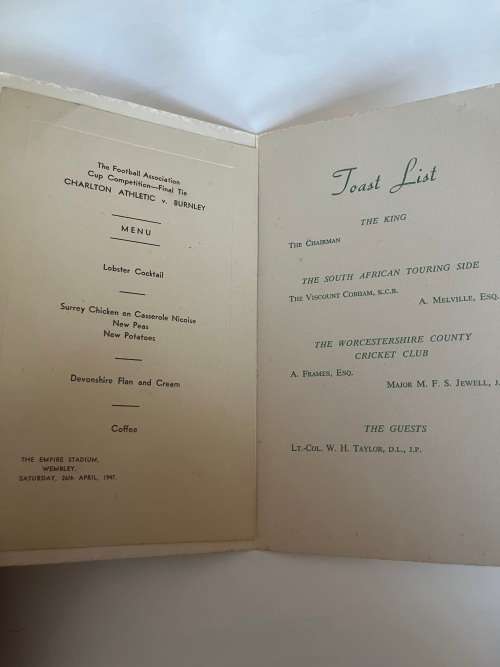 The Football Association
Cup Competition—Final Tie
CHARLTON ATHLETIC v. BURNLEY
MENU
Lobster Cocktail
Surrey Chicken en Casserole Nicoise
New Peas
New Potatoes
Devonshire Flan and Cream
Coffee
THE EMPIRE STADIUM,
WEMBLEY.
SATURDAY, 26th APRIL, 1947.
Toast List
THE KING
THE CHAIRMAN
THE SOUTH AFRICAN TOURING SIDE
THE VISCOUNT COBHAM, K.C.B.
A. MELVILLE, ESQ.
THE WORCESTERSHIRE COUNTY
CRICKET CLUB
A. FRAMES, ESQ.
MAJOR M. F. S. JEWELL, J.
THE GUESTS
LT.-COL. W. H. TAYLOR, D.L., J.P.